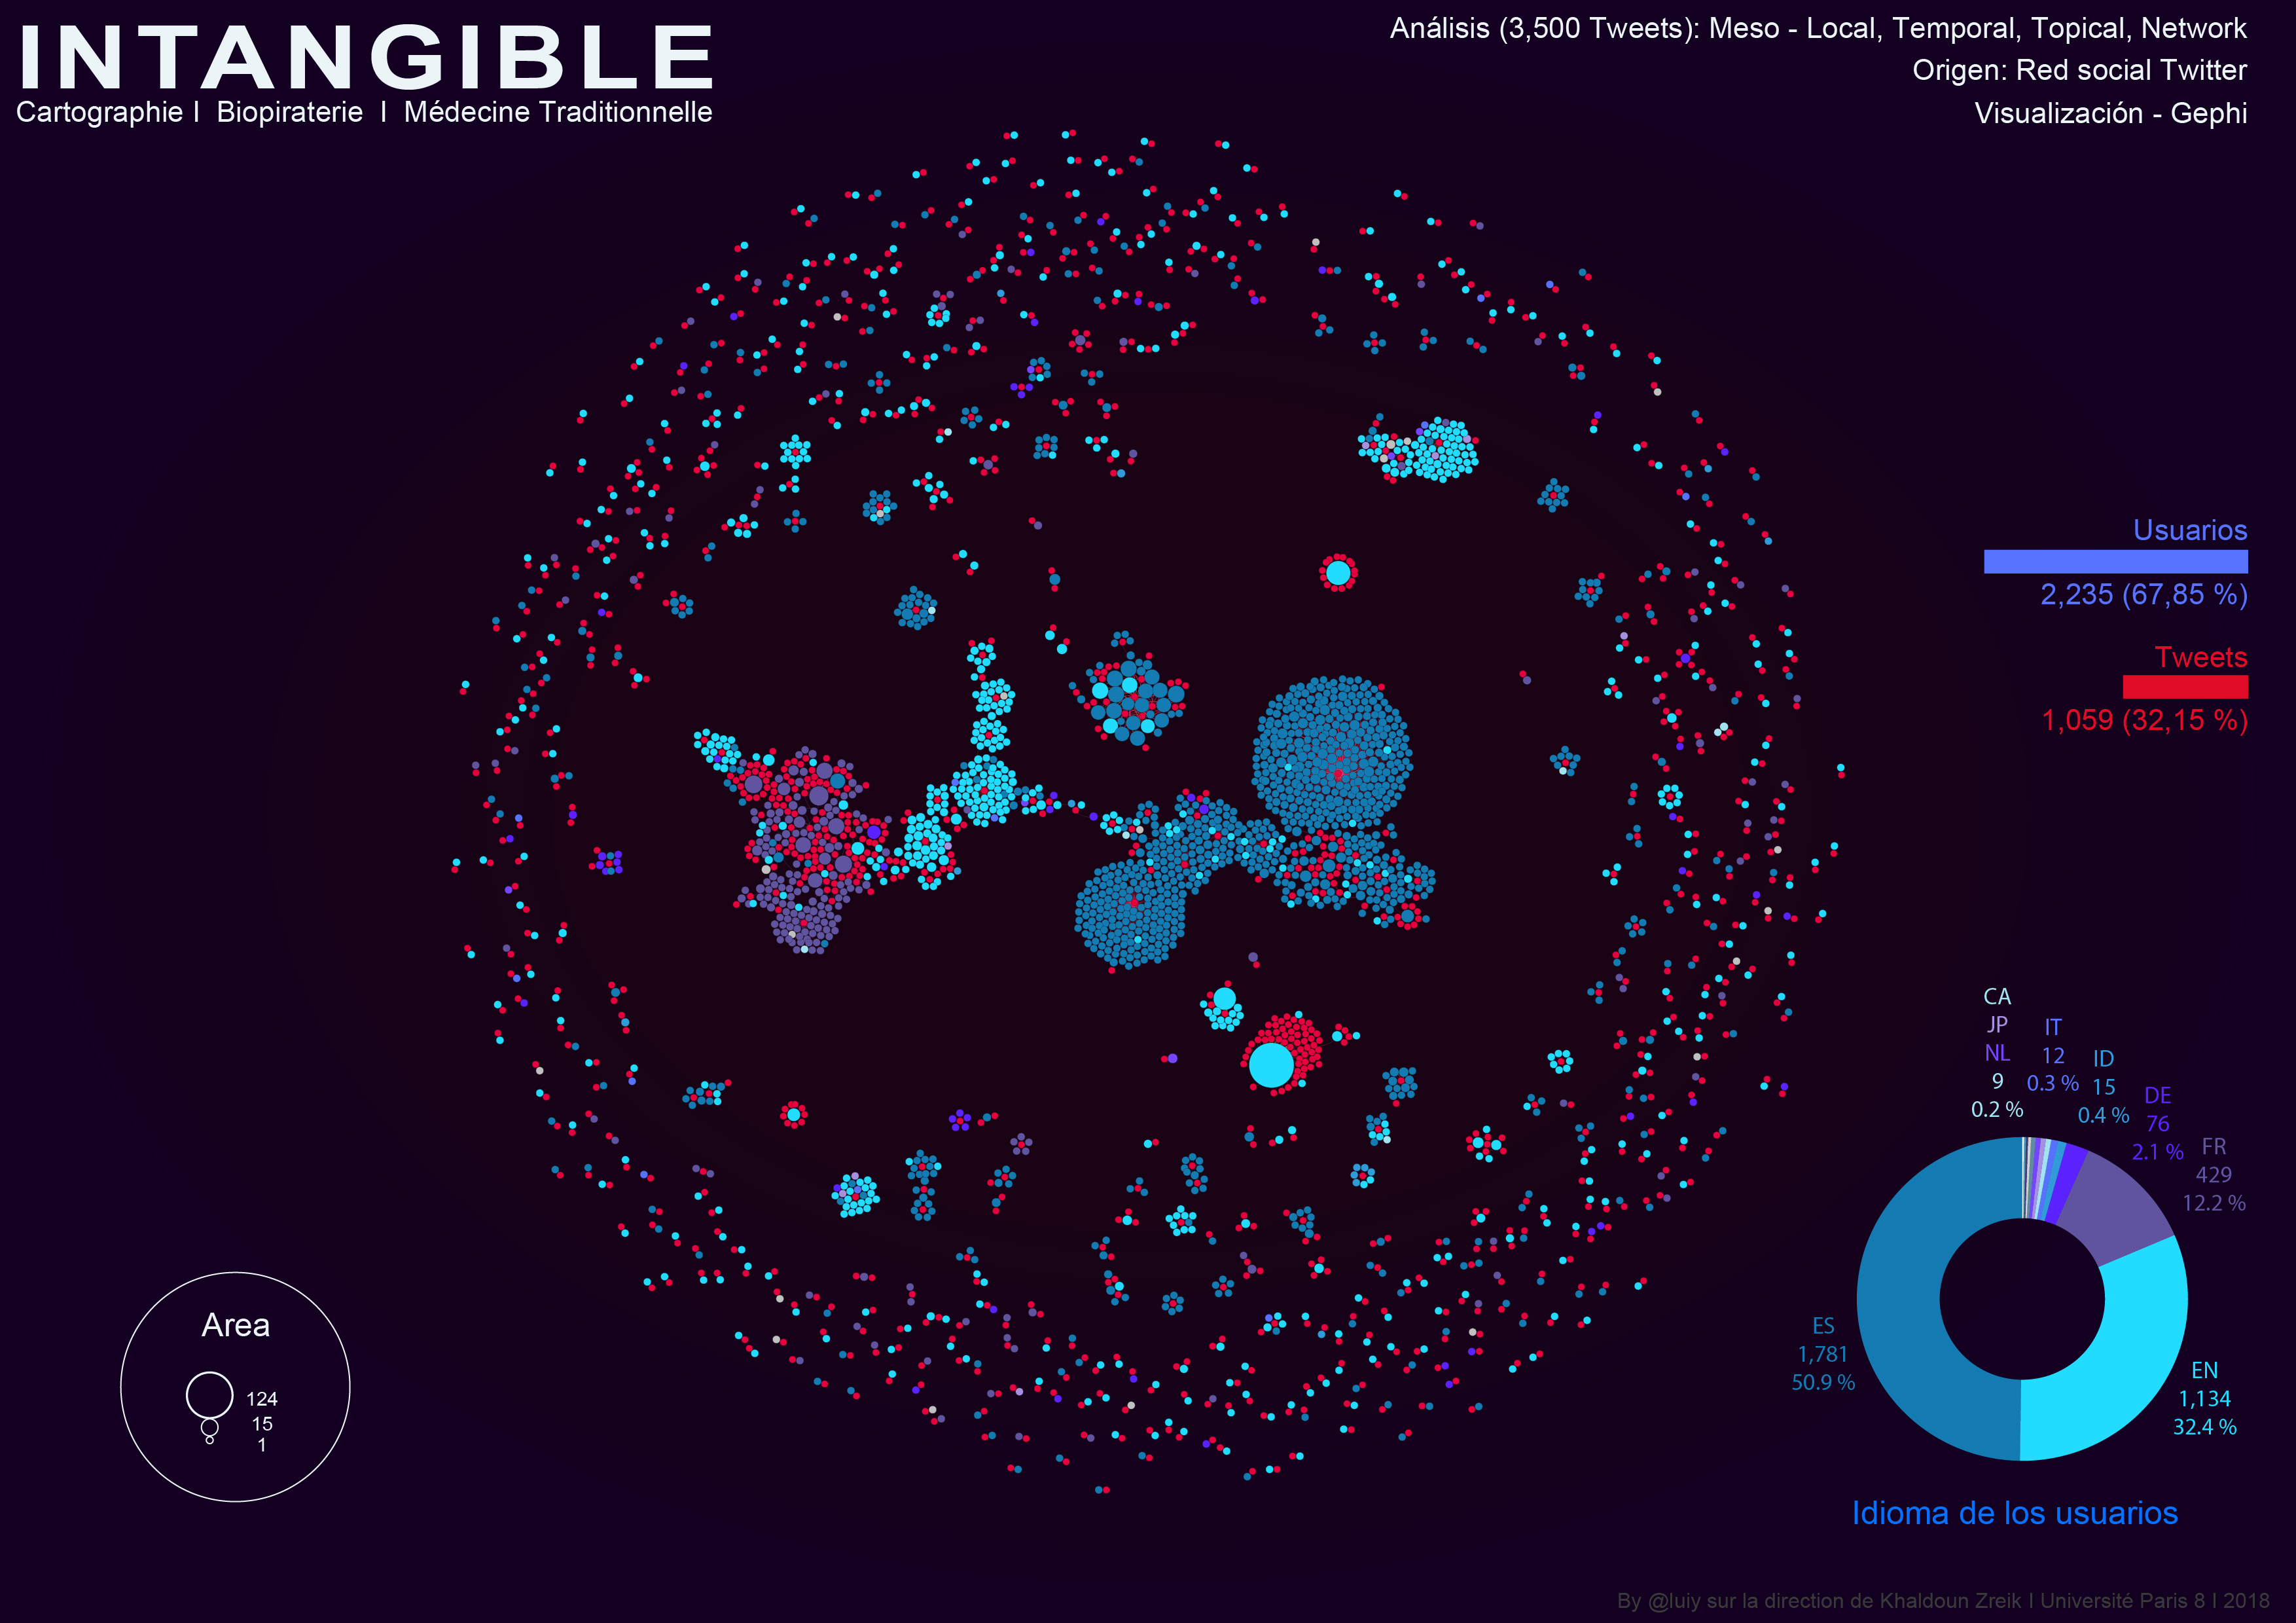 INTANGIBLE
Cartographie I Biopiraterie I Médecine Traditionnelle
Análisis (3,500 Tweets): Meso - Local, Temporal, Topical, Network
Origen: Red social Twitter
Visualización - Gephi
Usuarios
2,235 (67,85 %)
Tweets
1,059 (32,15 %)
CA
JP
NL
9
0.2 %
IT
12
0.3 %
ID
15
0.4 %
DE
76
2.1 %
FR
429
12.2 %
ES
1,781
50.9 %
EN
1,134
32.4 %
Idioma de los usuarios
Area
124
15
1
By @luiy sur la direction de Khaldoun Zreik I Université Paris 8 I 2018